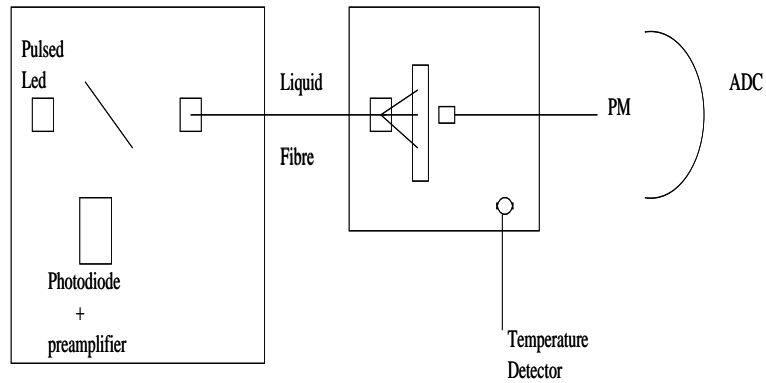 Pulsed
Led
Liquid
Fibre
PM
ADC
Photodiode
+
preamplifier
Temperature
Detector